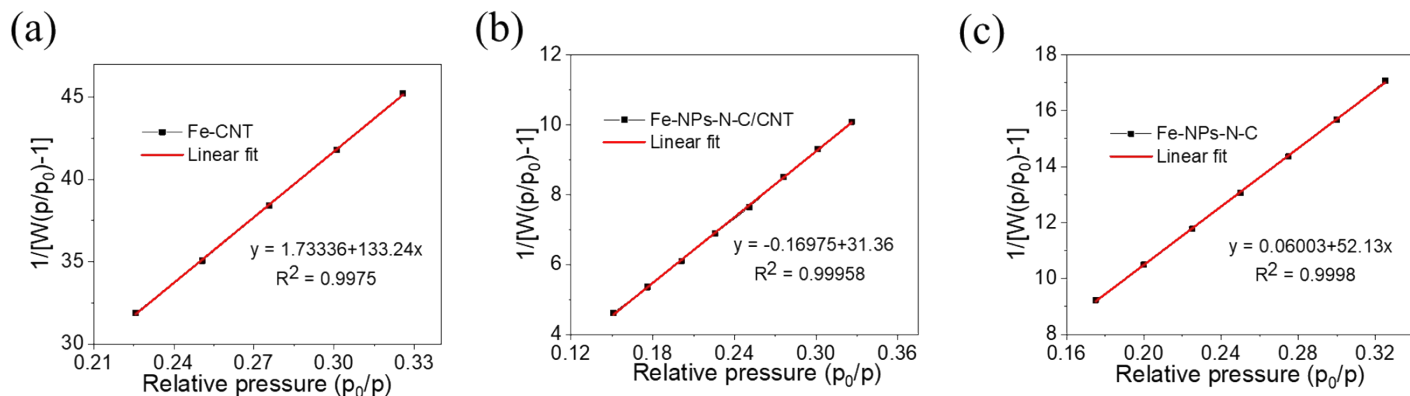 (a)
1/[W(p/p0)-1]
45
40
35
30
Fe-CNT
Linear fit
y = 1.73336+133.24x
R2 = 0.9975
0.21 0.24 0.27 0.30 0.33
Relative pressure (p0/p)
(b)
1/[W(p/p0)-1]
12
10
8
6
4
Fe-NPs-N-C/CNT
Linear fit
y = -0.16975+31.36
R2 = 0.99958
0.12 0.18 0.24 0.30 0.36
Relative pressure (p0/p)
(c)
1/[W(p/p0)-1]
18
16
14
12
10
8
Fe-NPs-N-C
Linear fit
y = 0.06003+52.13x
R2 = 0.9998
0.16 0.20 0.24 0.28 0.32
Relative pressure (p0/p)